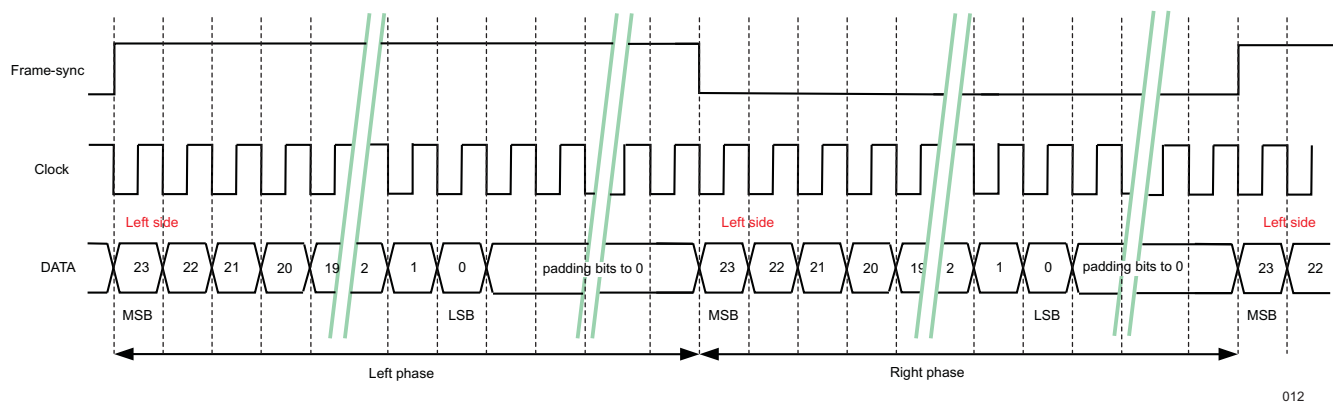 Frame-sync
Clock
Left side Left side Left side
DATA 23 22 21 20 19 2 1 0 padding bits to 0 23 22 21 20 19 2 1 0 padding bits to 0 23 22
MSB LSB MSB LSB MSB
Left phase Right phase
012